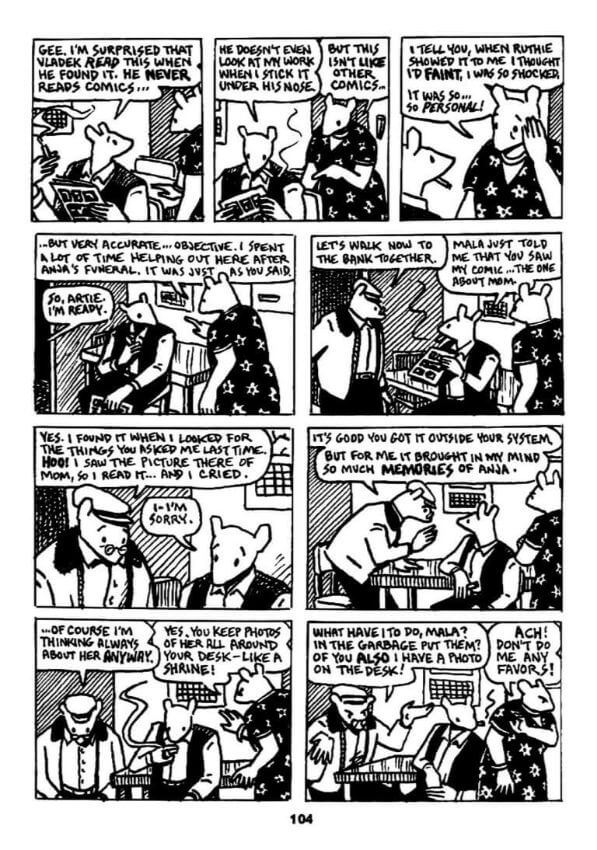 GEE, I'M SURPRISED THAT
VLADEK READ THIS WHEN
HE FOUND IT. HE NEVER
READS COMICS...
HE DOESN'T EVEN
LOOK AT MY WORK
WHEN I STICK IT
UNDER HIS NOSE.
BUT THIS
ISN'T LIKE
OTHER
COMICS...
I TELL YOU, WHEN RUTHIE
SHOWED IT TO ME I THOUGHT
I'D FAINT, I WAS SO SHOCKED.
IT WAS SO...
SO PERSONAL!
...BUT VERY ACCURATE... OBJECTIVE. I SPENT
A LOT OF TIME HELPING OUT HERE AFTER
ANJA'S FUNERAL. IT WAS JUST AS YOU SAID.
SO, ARTIE.
I'M READY.
LET'S WALK NOW TO
THE BANK TOGETHER.
MALA JUST TOLD
ME THAT YOU SAW
MY COMIC...THE ONE
ABOUT MOM.
YES. I FOUND IT WHEN I LOOKED FOR
THE THINGS YOU ASKED ME LAST TIME.
HOO! I SAW THE PICTURE THERE OF
MOM, SO I READ IT... AND I CRIED.
I-I'M
SORRY.
IT'S GOOD YOU GOT IT OUTSIDE YOUR SYSTEM.
BUT FOR ME IT BROUGHT IN MY MIND
SO MUCH MEMORIES OF ANJA.
...OF COURSE I'M
THINKING ALWAYS
ABOUT HER ANYWAY.
YES. YOU KEEP PHOTOS
OF HER ALL AROUND
YOUR DESK-LIKE A
SHRINE!
WHAT HAVE I TO DO, MALA?
IN THE GARBAGE PUT THEM?
OF YOU ALSO I HAVE A PHOTO
ON THE DESK!
ACH!
DON'T DO
ME ANY
FAVORS!
104